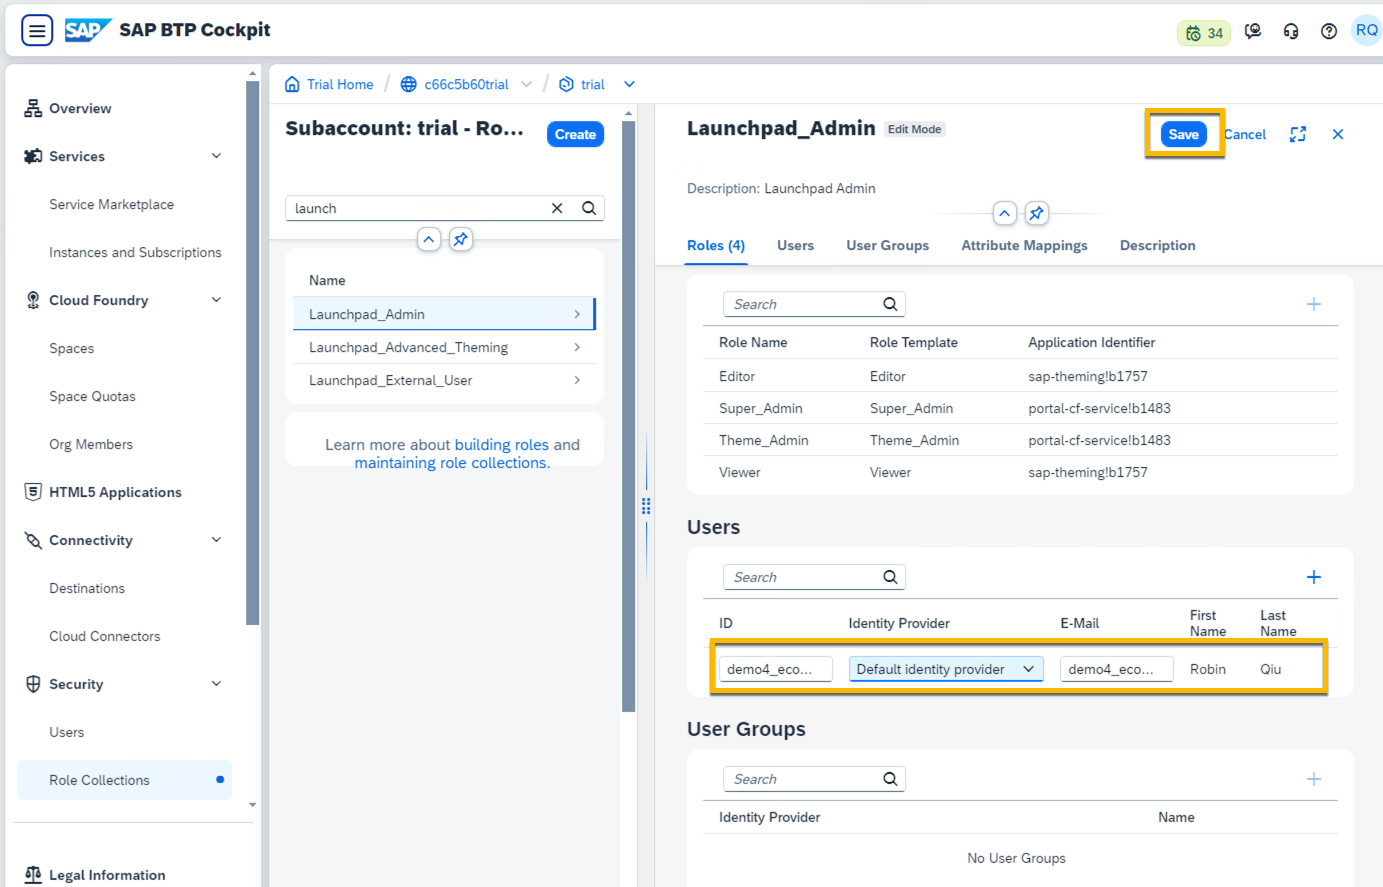 SAP SAP BTP Cockpit
34
RQ
Overview
Services
Service Marketplace
Instances and Subscriptions
Cloud Foundry
Spaces
Space Quotas
Org Members
HTML5 Applications
Connectivity
Destinations
Cloud Connectors
Security
Users
Role Collections
Legal Information
Trial Home / c66c5b60trial / trial
Subaccount: trial - Ro...
Create
launch
Name
Launchpad_Admin
Launchpad_Advanced_Theming
Launchpad_External_User
Learn more about building roles and
maintaining role collections.
Launchpad_Admin Edit Mode
Save Cancel
Description: Launchpad Admin
Roles (4) Users User Groups Attribute Mappings Description
Search
Role Name Role Template Application Identifier
Editor Editor sap-theming!b1757
Super_Admin Super_Admin portal-cf-service!b1483
Theme_Admin Theme_Admin portal-cf-service!b1483
Viewer Viewer sap-theming!b1757
Users
Search
ID Identity Provider E-Mail First Name Last Name
demo4_eco... Default identity provider demo4_eco... Robin Qiu
User Groups
Search
Identity Provider Name
No User Groups